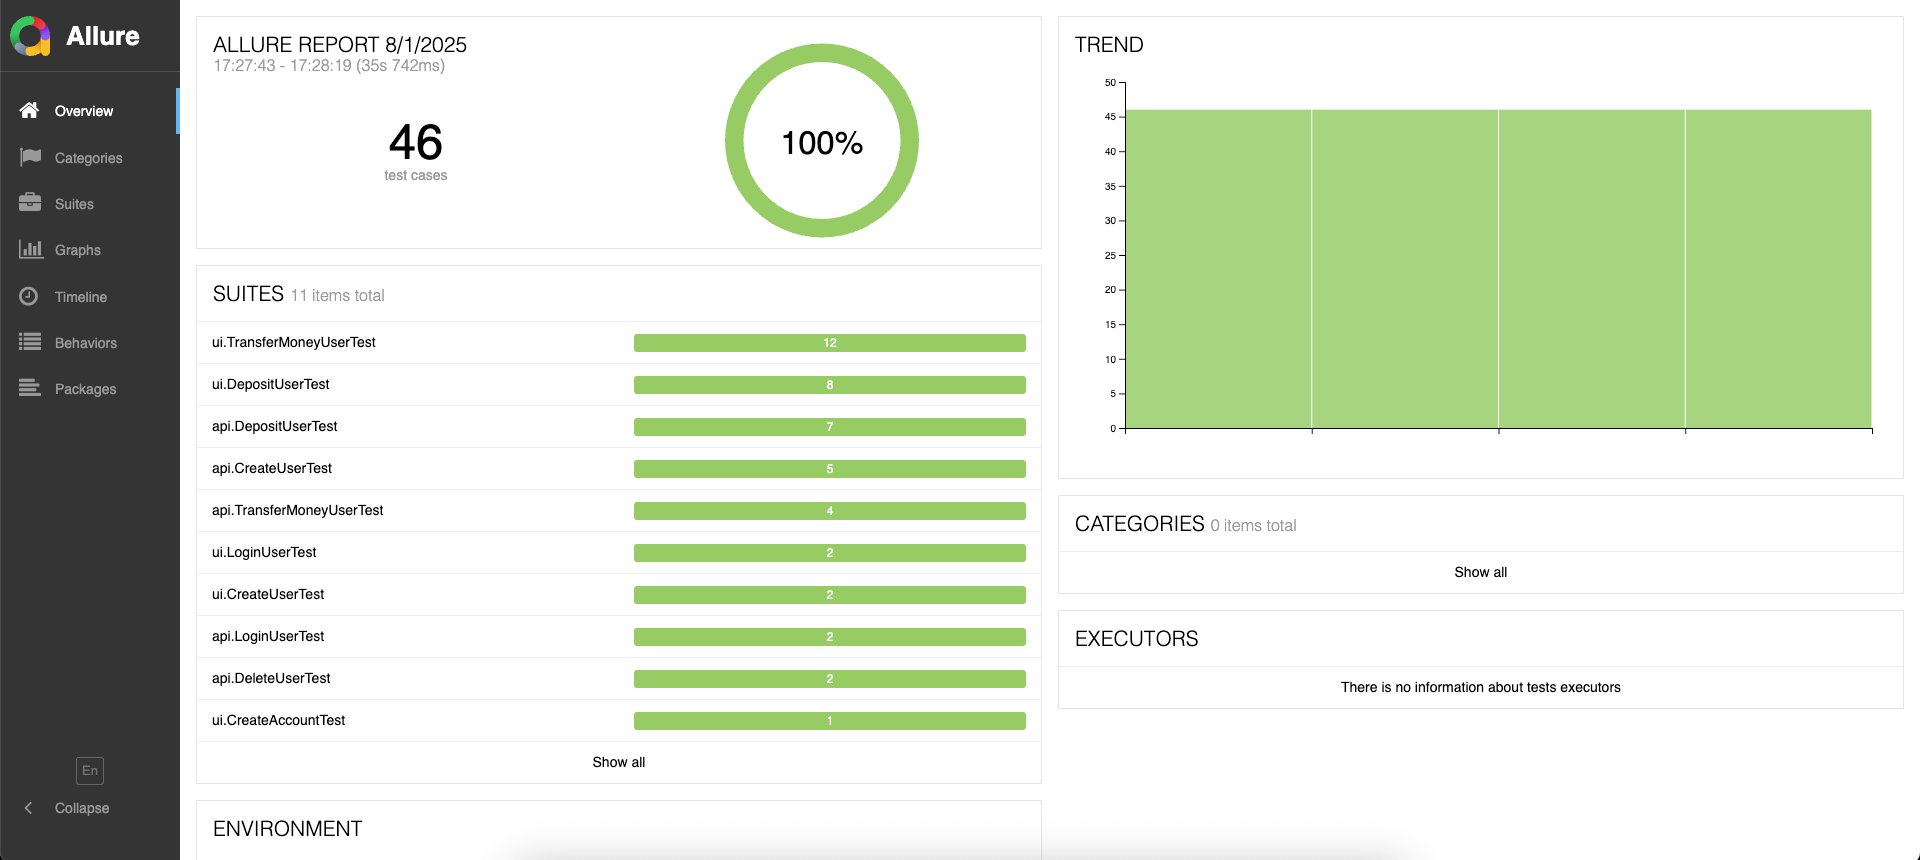 Allure
Overview
Categories
Suites
Graphs
Timeline
Behaviors
Packages
En
Collapse
ALLURE REPORT 8/1/2025
17:27:43 - 17:28:19 (35s 742ms)
46
test cases
100%
SUITES 11 items total
ui.TransferMoneyUserTest 12
ui.DepositUserTest 8
api.DepositUserTest 7
api.CreateUserTest 5
api.TransferMoneyUserTest 4
ui.LoginUserTest 2
ui.CreateUserTest 2
api.LoginUserTest 2
api.DeleteUserTest 2
ui.CreateAccountTest 1
Show all
ENVIRONMENT
TREND
50
45
40
35
30
25
20
15
10
5
0
CATEGORIES 0 items total
Show all
EXECUTORS
There is no information about tests executors